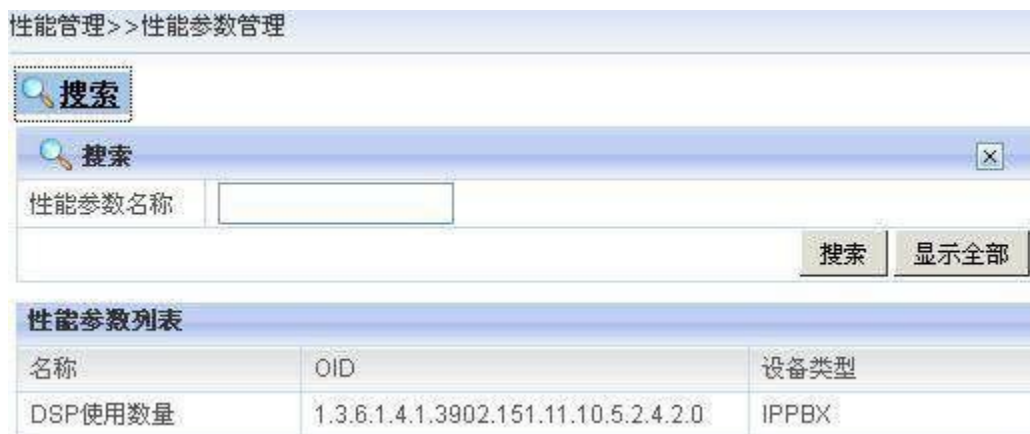 性能管理>>性能参数管理
搜索
搜索
性能参数名称
搜索 显示全部
性能参数列表
名称 OID 设备类型
DSP使用数量 1.3.6.1.4.1.3902.151.11.10.5.2.4.2.0 IPPBX